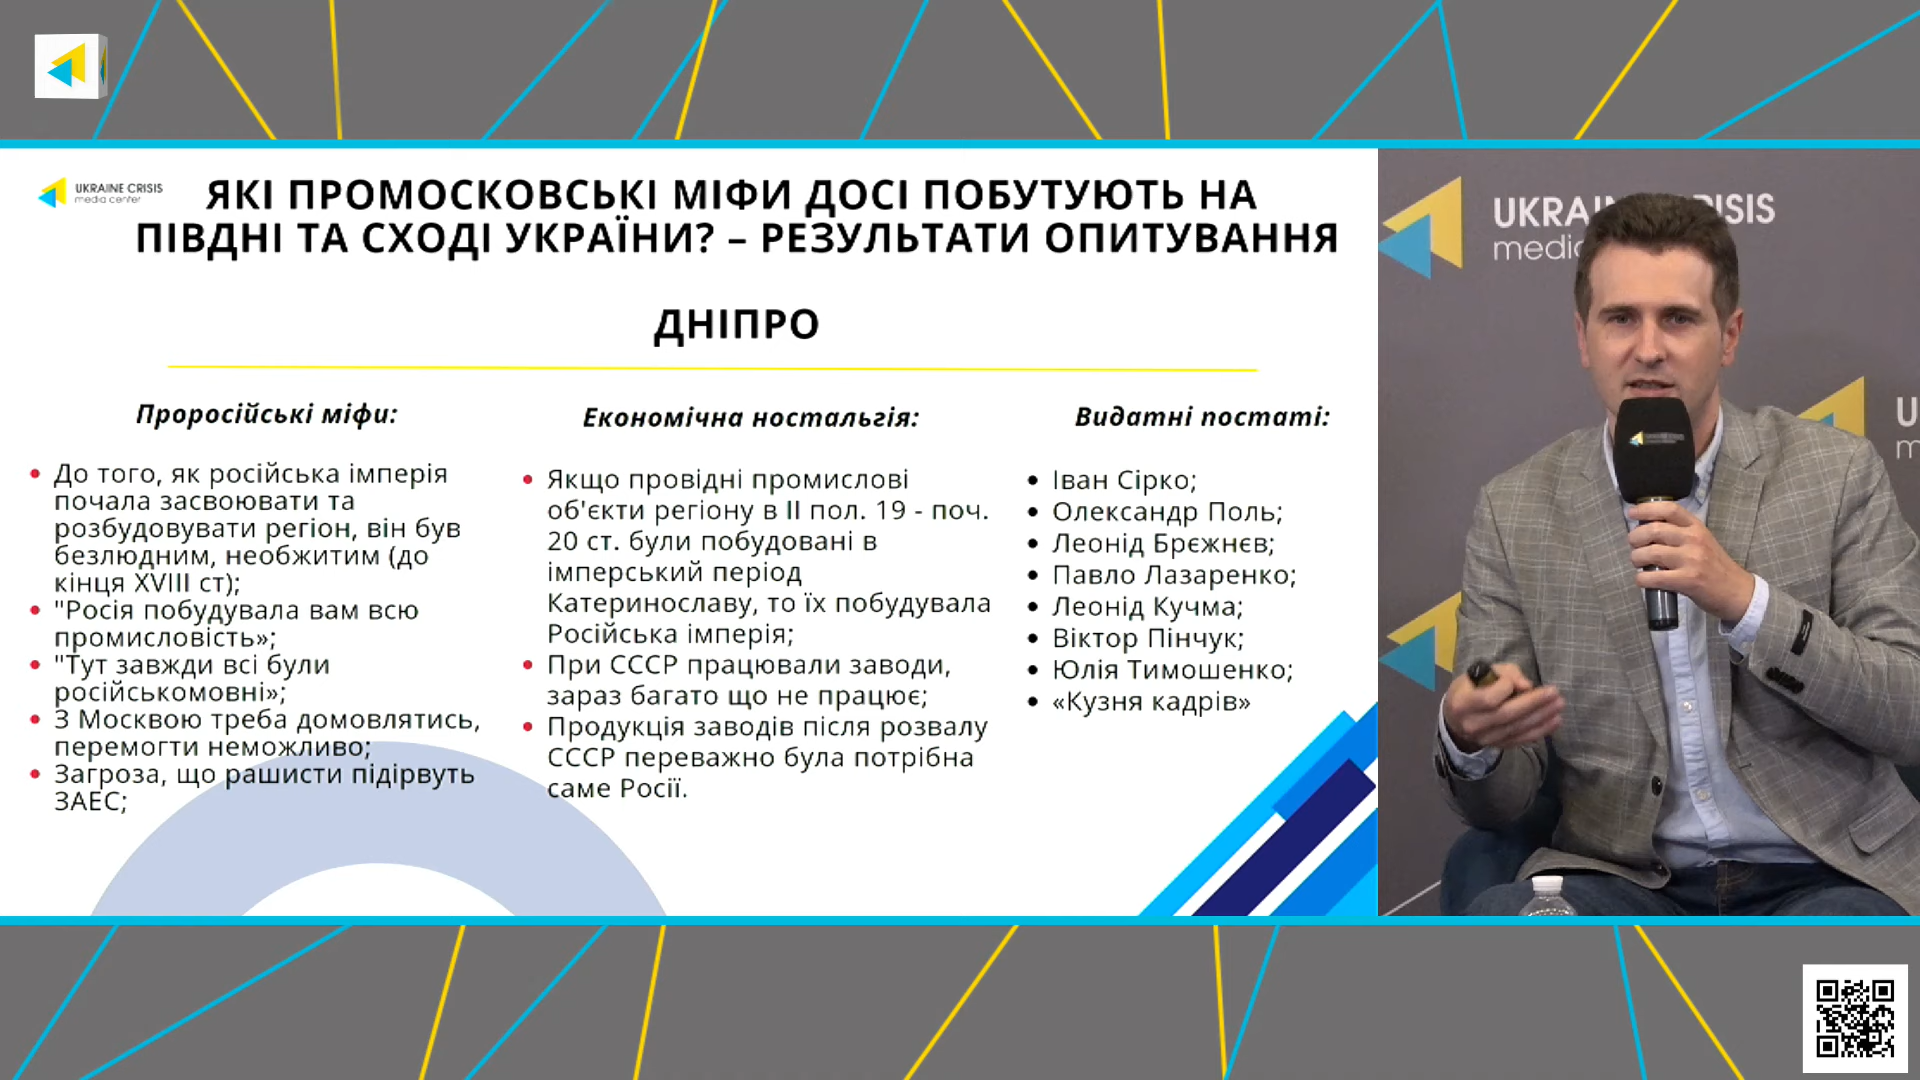 UKRAINE CRISIS
media center
ЯКІ ПРОМОСКОВСЬКІ МІФИ ДОСІ ПОБУТУЮТЬ НА
ПІВДНІ ТА СХОДІ УКРАЇНИ? – РЕЗУЛЬТАТИ ОПИТУВАННЯ
ДНІПРО
Проросійські міфи:
До того, як російська імперія
почала засвоювати та
розбудовувати регіон, він був
безлюдним, необжитим (до
кінця XVIII ст);
"Росія побудувала вам всю
промисловість»;
"Тут завжди всі були
російськомовні»;
З Москвою треба домовлятись,
перемогти неможливо;
Загроза, що рашисти підірвуть
ЗАЕС;
Економічна ностальгія:
Якщо провідні промислові
об'єкти регіону в ІІ пол. 19 - поч.
20 ст. були побудовані в
імперський період
Катеринославу, то їх побудувала
Російська імперія;
При СССР працювали заводи,
зараз багато що не працює;
Продукція заводів після розвалу
СССР переважно була потрібна
саме Росії.
Видатні постаті:
Іван Сірко;
Олександр Поль;
Леонід Брєжнєв;
Павло Лазаренко;
Леонід Кучма;
Віктор Пінчук;
Юлія Тимошенко;
«Кузня кадрів»